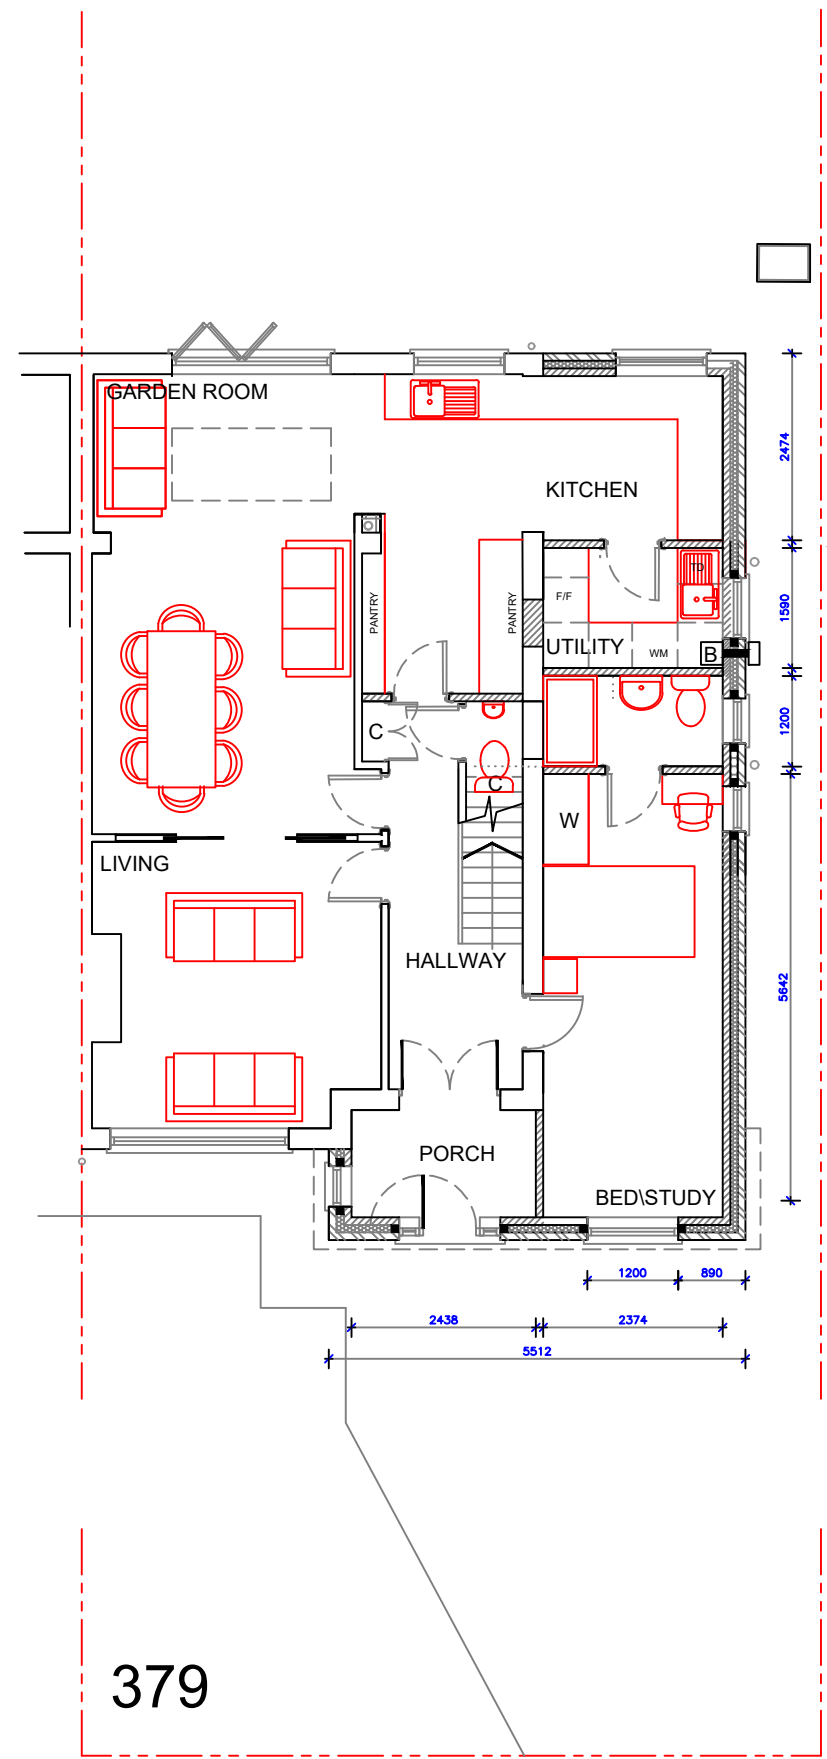 GARDEN ROOM
2474
KITCHEN
TD
F/F
1590
PANTRY
PANTRY
UTILITY
WM
B
1200
C
C
W
LIVING
HALLWAY
5642
PORCH
BED\STUDY
1200
890
2438
2374
5512
379